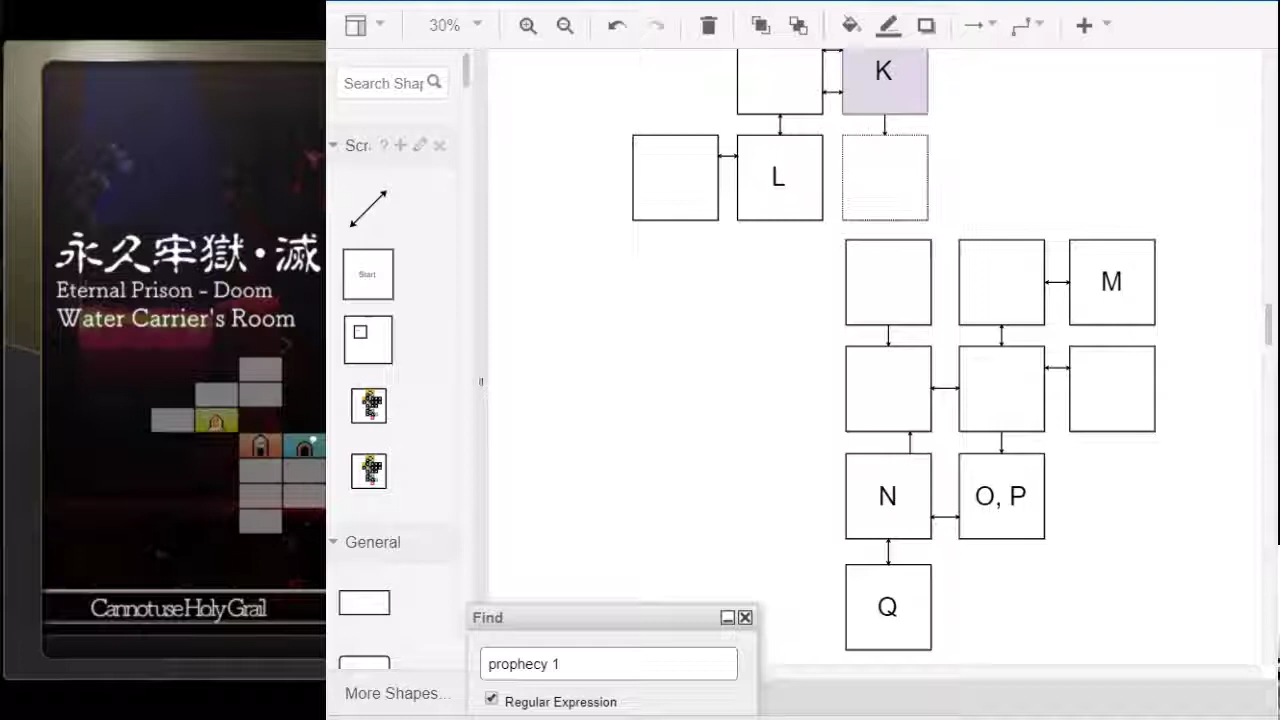 永久牢獄・滅
Eternal Prison - Doom
Water Carrier's Room
Cannot use Holy Grail
30%
Search Shap
Scr.
?
Start
General
More Shapes...
K
L
M
N
O, P
Q
Find
prophecy 1
Regular Expression